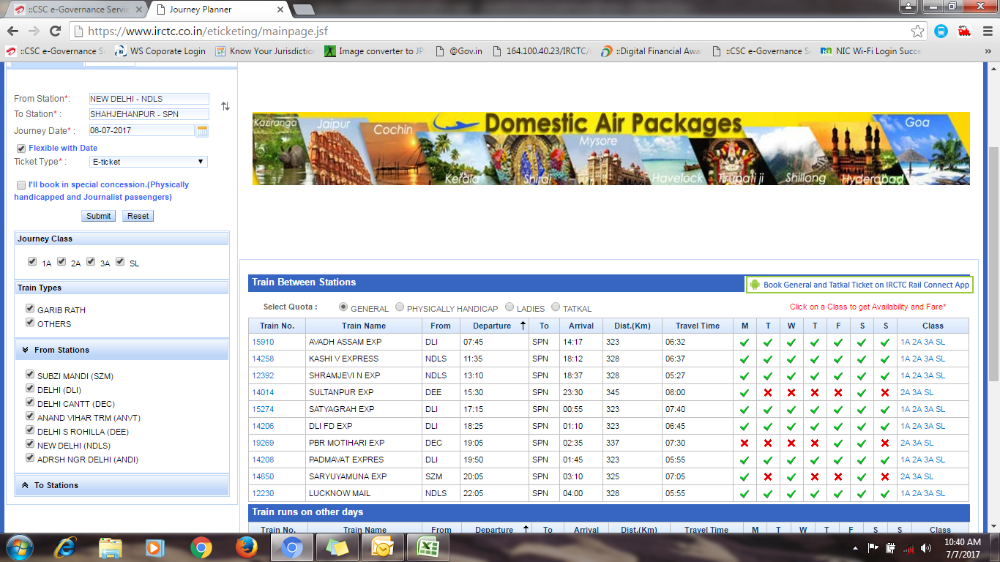 ::CSC e-Governance Servic
Journey Planner
https://www.irctc.co.in/eticketing/mainpage.jsf
::CSC e-Governance Se
WS Coporate Login
Know Your Jurisdictio
Image converter to JP
@Gov.in
164.100.40.23/IRCTC/
::Digital Financial Awa
::CSC e-Governance Se
NIC Wi-Fi Login Succe
»
From Station*: NEW DELHI - NDLS
To Station* : SHAHJEHANPUR - SPN
Journey Date* : 08-07-2017
Flexible with Date
Ticket Type* : E-ticket
I'll book in special concession.(Physically
handicapped and Journalist passengers)
Submit Reset
Journey Class
1A 2A 3A SL
Train Types
GARIB RATH
OTHERS
From Stations
SUBZI MANDI (SZM)
DELHI (DLI)
DELHI CANTT (DEC)
ANAND VIHAR TRM (ANVT)
DELHI S ROHILLA (DEE)
NEW DELHI (NDLS)
ADRSH NGR DELHI (ANDI)
To Stations
Domestic Air Packages
Kaziranga
Jaipur
Cochin
Kerala
Shirdi
Mysore
Havelock
Tirupati ji
Shillong
Hyderabad
Goa
Train Between Stations
Book General and Tatkal Ticket on IRCTC Rail Connect App
Select Quota : GENERAL PHYSICALLY HANDICAP LADIES TATKAL
Click on a Class to get Availability and Fare*
Train No. Train Name From Departure To Arrival Dist.(Km) Travel Time M T W T F S S Class
15910 AVADH ASSAM EXP DLI 07:45 SPN 14:17 323 06:32 1A 2A 3A SL
14258 KASHI V EXPRESS NDLS 11:35 SPN 18:12 328 06:37 1A 2A 3A SL
12392 SHRAMJEVI N EXP NDLS 13:10 SPN 18:37 328 05:27 1A 2A 3A SL
14014 SULTANPUR EXP DEE 15:30 SPN 23:30 345 08:00 2A 3A SL
15274 SATYAGRAH EXP DLI 17:15 SPN 00:55 323 07:40 1A 2A 3A SL
14206 DLI FD EXP DLI 18:25 SPN 01:10 323 06:45 1A 2A 3A SL
19269 PBR MOTIHARI EXP DEC 19:05 SPN 02:35 337 07:30 2A 3A SL
14208 PADMAVAT EXPRES DLI 19:50 SPN 01:45 323 05:55 1A 2A 3A SL
14650 SARYUYAMUNA EXP SZM 20:05 SPN 03:10 325 07:05 2A 3A SL
12230 LUCKNOW MAIL NDLS 22:05 SPN 04:00 328 05:55 1A 2A 3A SL
Train runs on other days
Train No. Train Name From Departure To Arrival Dist.(Km) Travel Time M T W T F S S Class
10:40 AM
7/7/2017